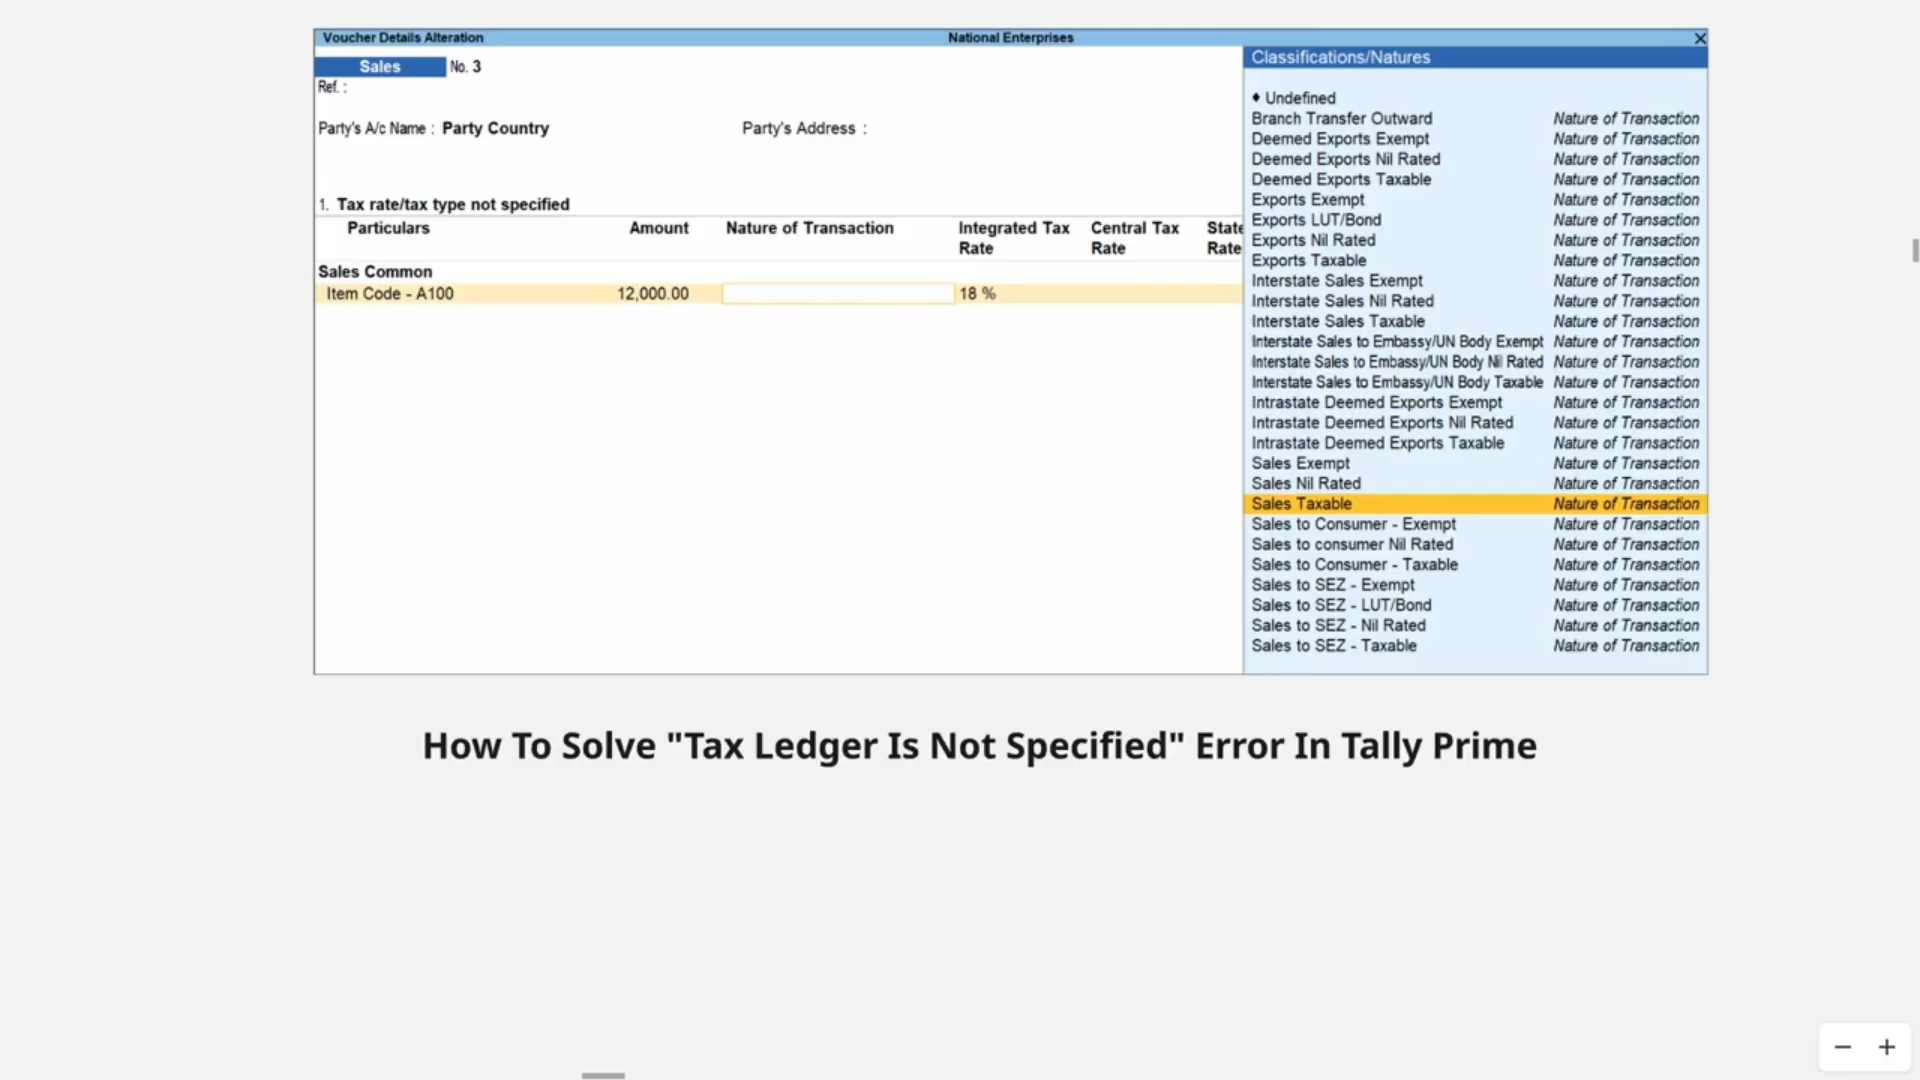 Voucher Details Alteration National Enterprises
Sales No. 3
Ref. :
Party's A/c Name : Party Country Party's Address :
1. Tax rate/tax type not specified
Particulars Amount Nature of Transaction Integrated Tax Rate Central Tax Rate State Rate
Sales Common
Item Code - A100 12,000.00 18 %
Classifications/Natures
♦ Undefined
Branch Transfer Outward Nature of Transaction
Deemed Exports Exempt Nature of Transaction
Deemed Exports Nil Rated Nature of Transaction
Deemed Exports Taxable Nature of Transaction
Exports Exempt Nature of Transaction
Exports LUT/Bond Nature of Transaction
Exports Nil Rated Nature of Transaction
Exports Taxable Nature of Transaction
Interstate Sales Exempt Nature of Transaction
Interstate Sales Nil Rated Nature of Transaction
Interstate Sales Taxable Nature of Transaction
Interstate Sales to Embassy/UN Body Exempt Nature of Transaction
Interstate Sales to Embassy/UN Body Nil Rated Nature of Transaction
Interstate Sales to Embassy/UN Body Taxable Nature of Transaction
Intrastate Deemed Exports Exempt Nature of Transaction
Intrastate Deemed Exports Nil Rated Nature of Transaction
Intrastate Deemed Exports Taxable Nature of Transaction
Sales Exempt Nature of Transaction
Sales Nil Rated Nature of Transaction
Sales Taxable Nature of Transaction
Sales to Consumer - Exempt Nature of Transaction
Sales to consumer Nil Rated Nature of Transaction
Sales to Consumer - Taxable Nature of Transaction
Sales to SEZ - Exempt Nature of Transaction
Sales to SEZ - LUT/Bond Nature of Transaction
Sales to SEZ - Nil Rated Nature of Transaction
Sales to SEZ - Taxable Nature of Transaction
How To Solve "Tax Ledger Is Not Specified" Error In Tally Prime